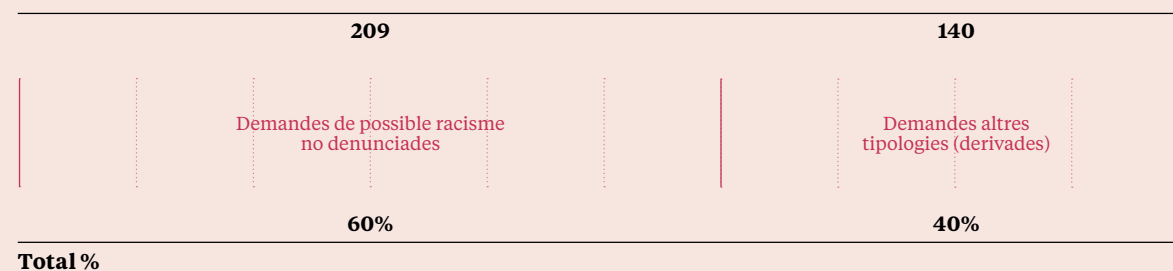 209 140
Demandes de possible racisme
no denunciades
Demandes altres
tipologies (derivades)
60% 40%
Total %